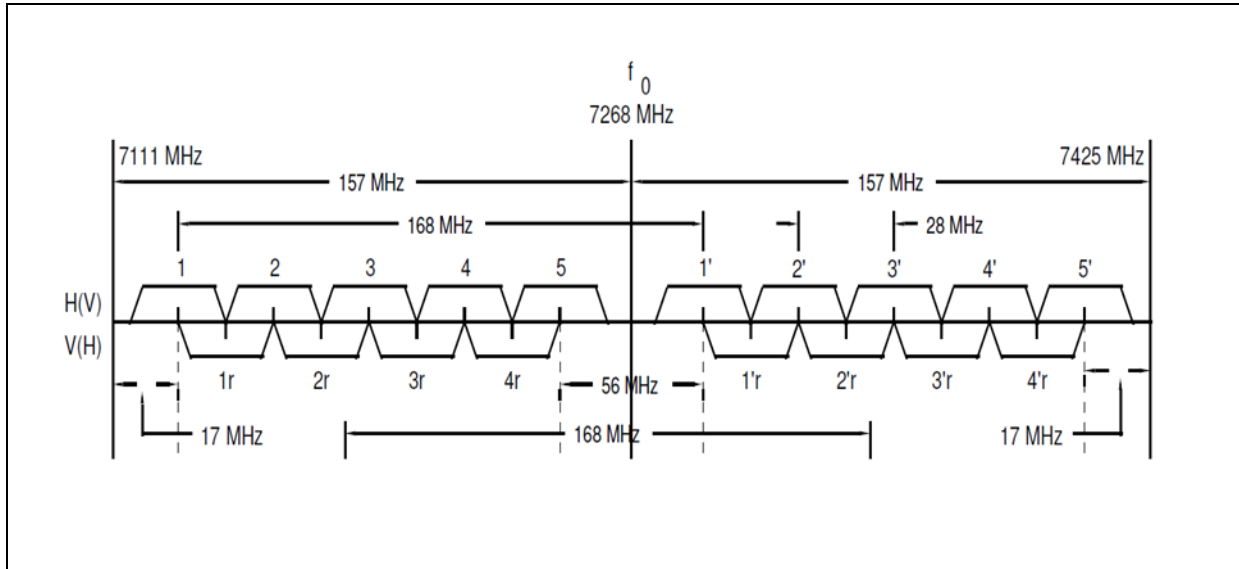 f 0
7268 MHz
7111 MHz
7425 MHz
157 MHz
157 MHz
168 MHz
28 MHz
1 2 3 4 5 1' 2' 3' 4' 5'
H(V)
V(H)
1r 2r 3r 4r 56 MHz 1'r 2'r 3'r 4'r
17 MHz 168 MHz 17 MHz